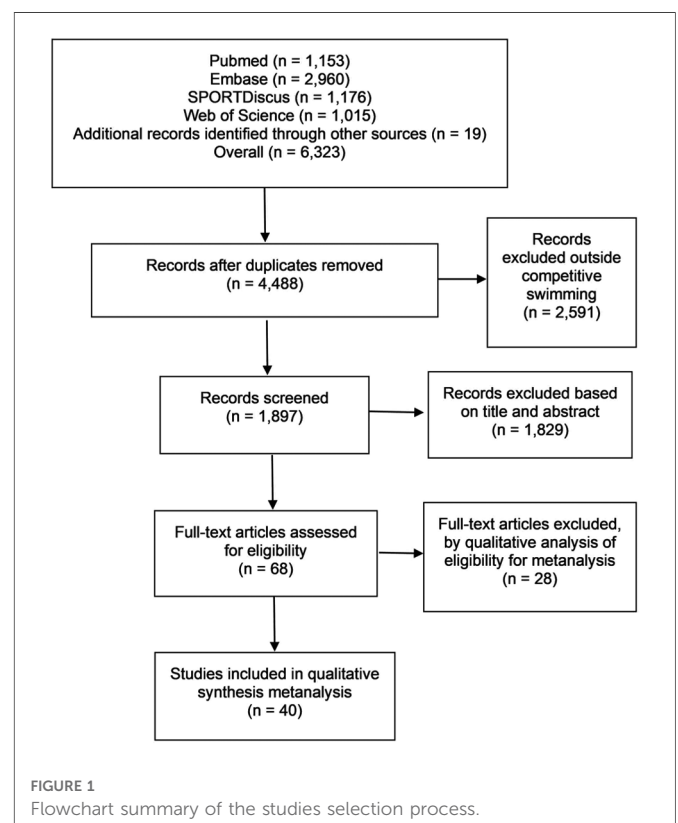 Pubmed (n = 1,153)
Embase (n = 2,960)
SPORTDiscus (n = 1,176)
Web of Science (n = 1,015)
Additional records identified through other sources (n = 19)
Overall (n = 6,323)
Records after duplicates removed
(n = 4,488)
Records
excluded outside
competitive
swimming
(n = 2,591)
Records screened
(n = 1,897)
Records excluded based
on title and abstract
(n = 1,829)
Full-text articles assessed
for eligibility
(n = 68)
Full-text articles excluded,
by qualitative analysis of
eligibility for metanalysis
(n = 28)
Studies included in qualitative
synthesis metanalysis
(n = 40)
FIGURE 1
Flowchart summary of the studies selection process.